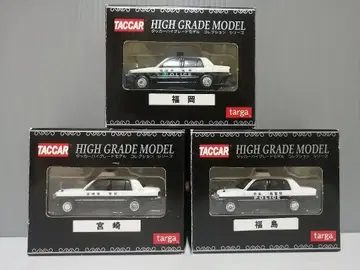 TACCAR HIGH GRADE MODEL
タッカーハイグレードモデル コレクション シリーズ
POLICE
福岡
targa
TACCAR HIGH GRADE MODEL
タッカーハイグレードモデル コレクション シリーズ
宮崎
targa
TACCAR HIGH GRADE MODEL
タッカーハイグレードモデル コレクション シリーズ
POLICE
福島
targa